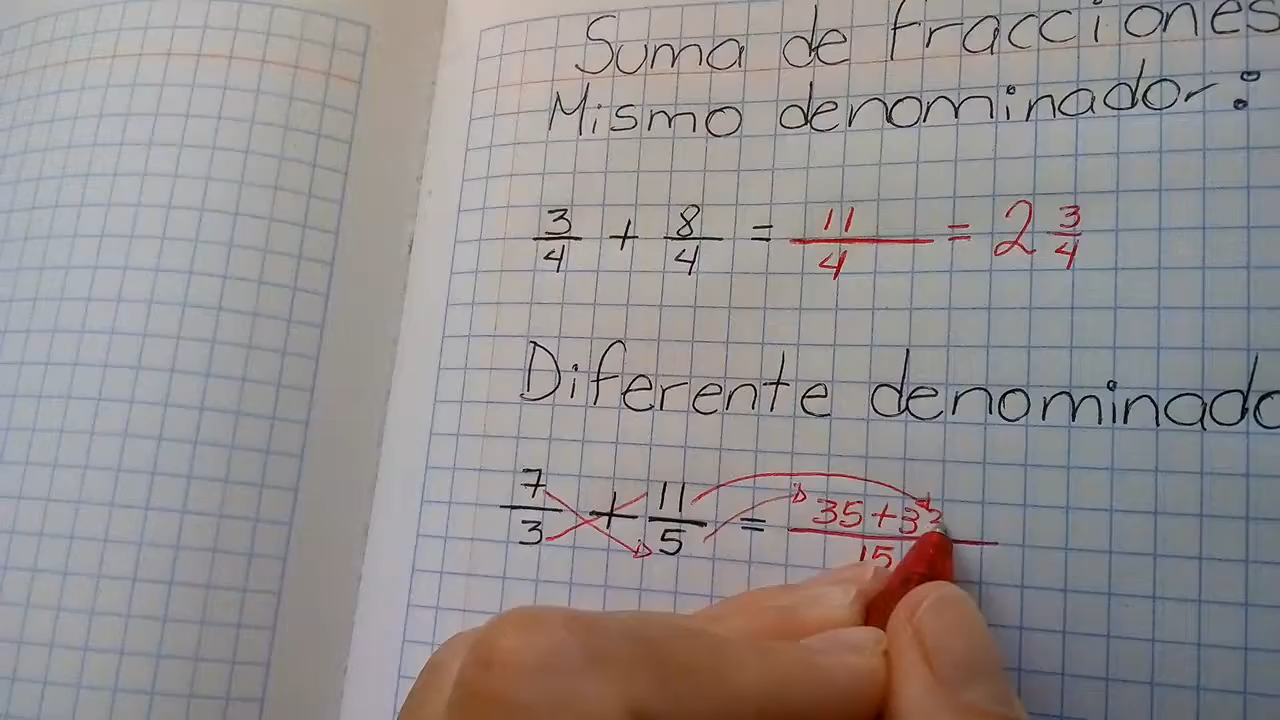 Suma de fracciones
Mismo denominador:
3/4 + 8/4 = 11/4 = 2 3/4
Diferente denominado
7/3 + 11/5 = 35+33/15